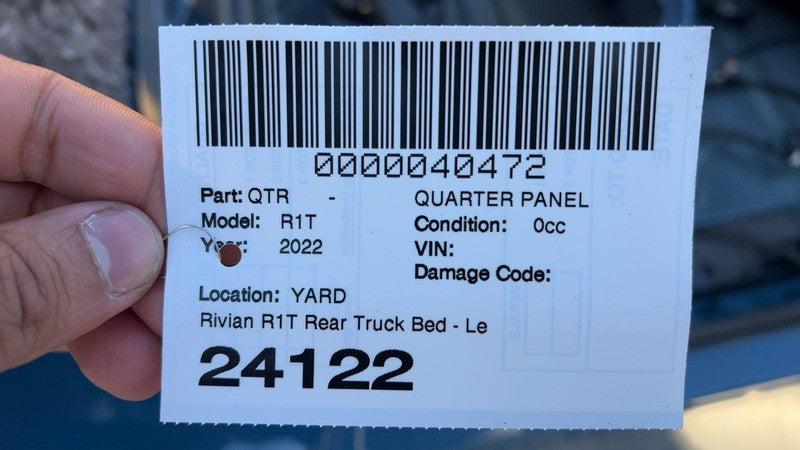 0000040472
Part: QTR - QUARTER PANEL
Model: R1T Condition: 0cc
Year: 2022 VIN:
Damage Code:
Location: YARD
Rivian R1T Rear Truck Bed - Le
24122